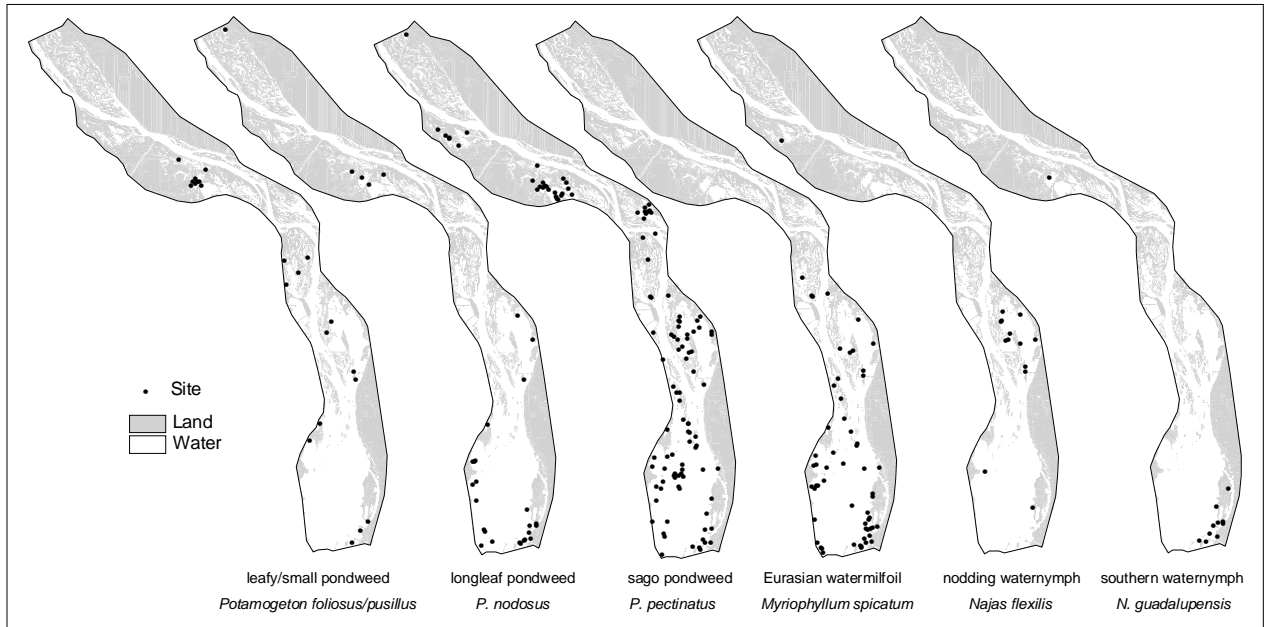 Site
Land
Water
leafy/small pondweed longleaf pondweed sago pondweed Eurasian watermilfoil nodding waternymph southern waternymph
Potamogeton foliosus/pusillus P. nodosus P. pectinatus Myriophyllum spicatum Najas flexilis N. guadalupensis